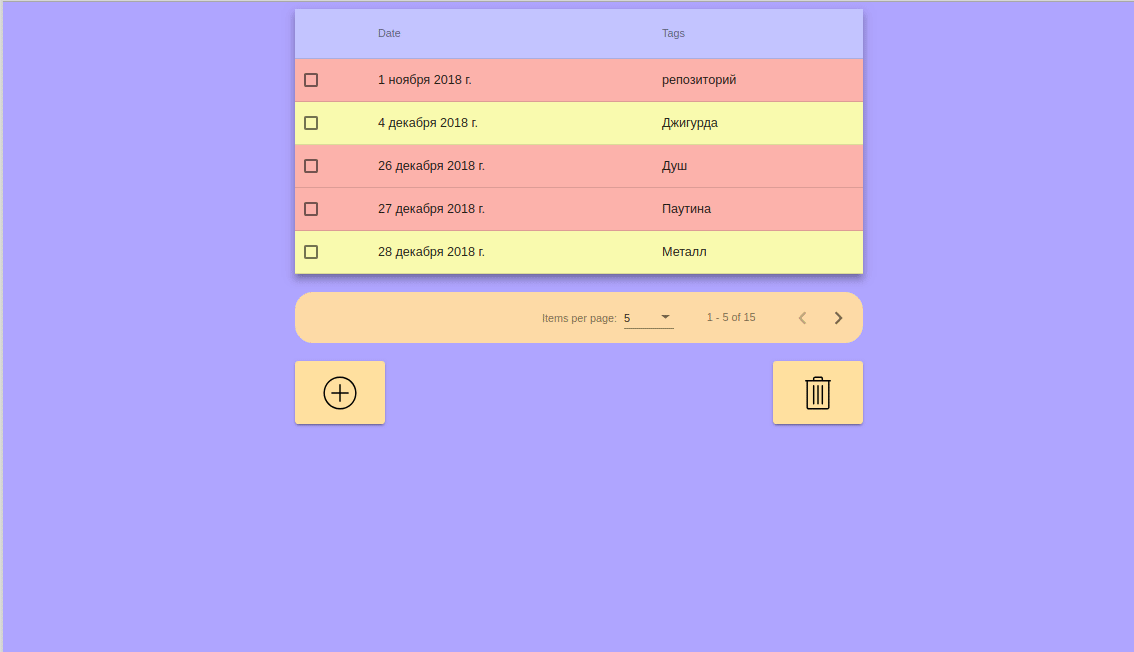 Date Tags
1 ноября 2018 г. репозиторий
4 декабря 2018 г. Джигурда
26 декабря 2018 г. Душ
27 декабря 2018 г. Паутина
28 декабря 2018 г. Металл
Items per page: 5 1 - 5 of 15